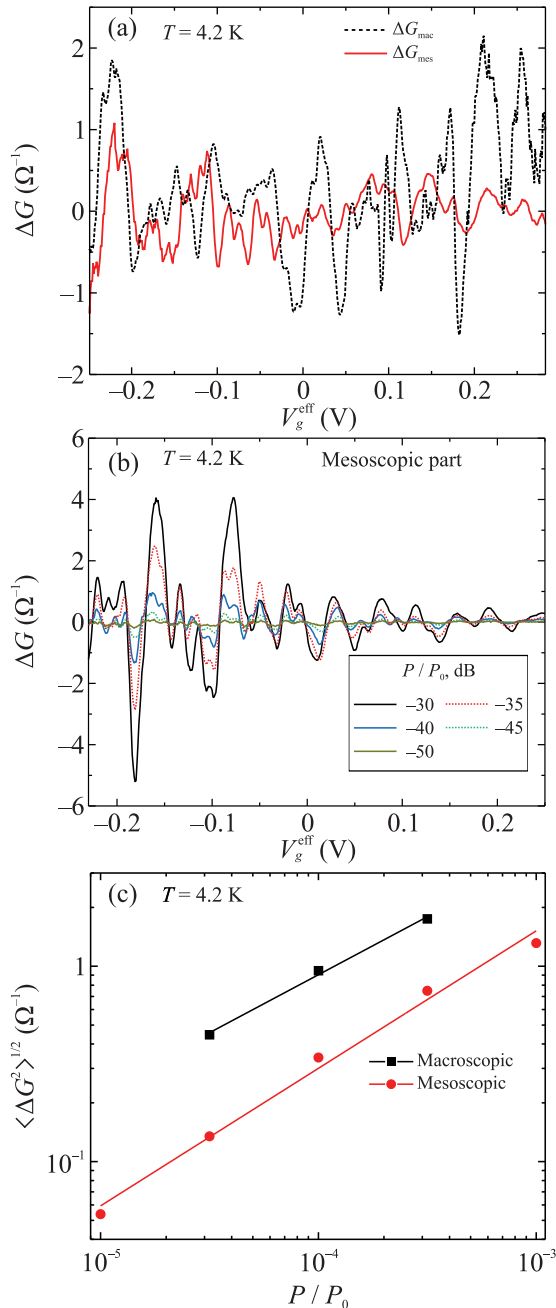 (a) T = 4.2 K
ΔG_mac
ΔG_mes
2
1
0
–1
–2
ΔG (Ω⁻¹)
–0.2 –0.1 0 0.1 0.2
V_g^eff (V)
(b) T = 4.2 K Mesoscopic part
6
4
2
0
–2
–4
–6
ΔG (Ω⁻¹)
P / P₀, dB
–30 –35
–40 –45
–50
–0.2 –0.1 0 0.1 0.2
V_g^eff (V)
(c) T = 4.2 K
1
10⁻¹
<ΔG²>^1/2 (Ω⁻¹)
Macroscopic
Mesoscopic
10⁻⁵ 10⁻⁴ 10⁻³
P / P₀